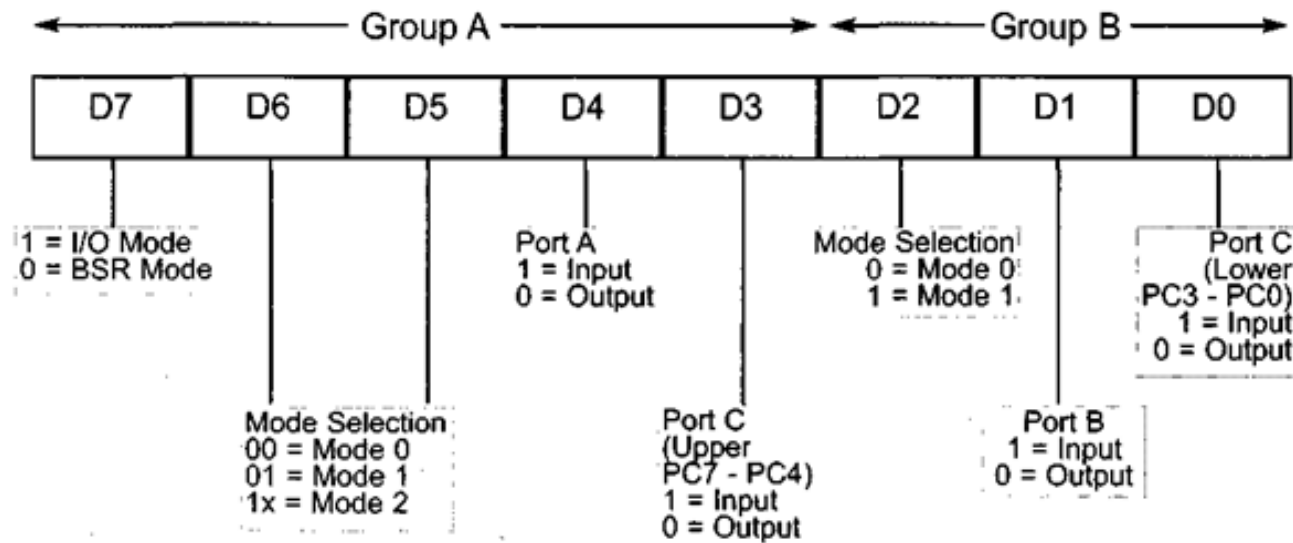 Group A
Group B
D7
D6
D5
D4
D3
D2
D1
D0
1 = I/O Mode
0 = BSR Mode
Port A
1 = Input
0 = Output
Mode Selection
0 = Mode 0
1 = Mode 1
Port C
(Lower
PC3 - PC0)
1 = Input
0 = Output
Mode Selection
00 = Mode 0
01 = Mode 1
1x = Mode 2
Port C
(Upper
PC7 - PC4)
1 = Input
0 = Output
Port B
1 = Input
0 = Output